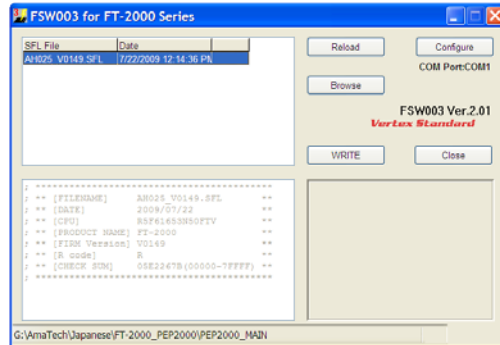 FSW003 for FT-2000 Series
SFL File Date
AH025_V0149.SFL 7/22/2009 12:14:36 PM
Reload
Configure
COM Port:COM1
Browse
FSW003 Ver.2.01
Vertex Standard
WRITE
Close
; *******************************************
; ** [FILENAME] AH025_V0149.SFL **
; ** [DATE] 2009/07/22 **
; ** [CPU] R5F61653N50FTV **
; ** [PRODUCT NAME] FT-2000 **
; ** [FIRM Version] V0149 **
; ** [R code] R **
; ** [CHECK SUM] 05E2267B(00000-7FFFF) **
; *******************************************
G:\AmaTech\Japanese\FT-2000_PEP2000\PEP2000_MAIN